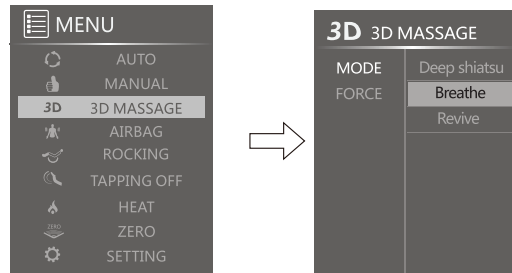 MENU
AUTO
MANUAL
3D 3D MASSAGE
AIRBAG
ROCKING
TAPPING OFF
HEAT
ZERO ZERO
SETTING
3D 3D MASSAGE
MODE Deep shiatsu
FORCE Breathe
Revive